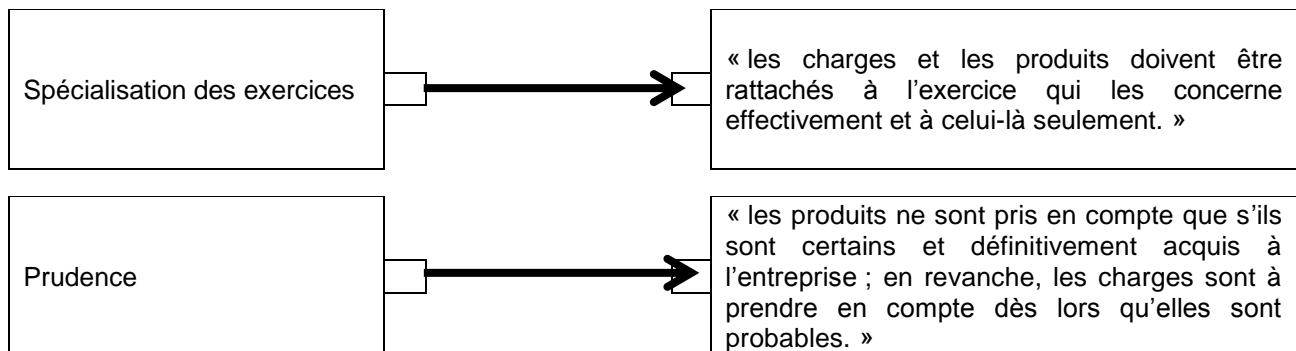 Spécialisation des exercices
« les charges et les produits doivent être
rattachés à l’exercice qui les concerne
effectivement et à celui-là seulement. »
Prudence
« les produits ne sont pris en compte que s’ils
sont certains et définitivement acquis à
l’entreprise ; en revanche, les charges sont à
prendre en compte dès lors qu’elles sont
probables. »